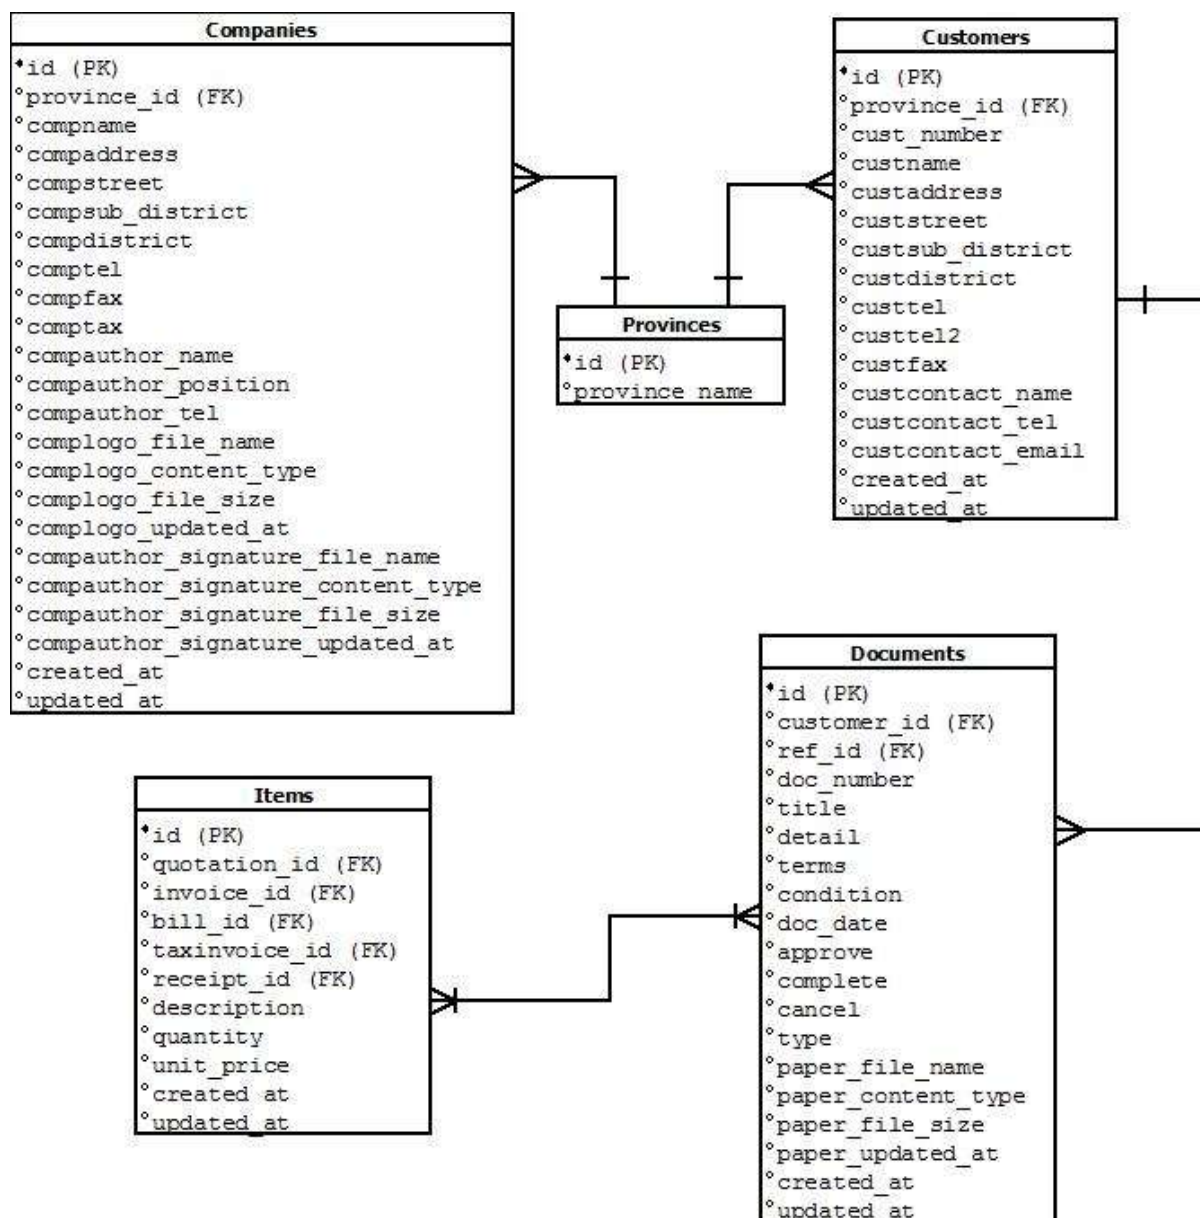 Companies
id (PK)
province_id (FK)
compname
compaddress
compstreet
compsub_district
compdistrict
comptel
compfax
comptax
compauthor_name
compauthor_position
compauthor_tel
complogo_file_name
complogo_content_type
complogo_file_size
complogo_updated_at
compauthor_signature_file_name
compauthor_signature_content_type
compauthor_signature_file_size
compauthor_signature_updated_at
created_at
updated_at
Provinces
id (PK)
province_name
Customers
id (PK)
province_id (FK)
cust_number
custname
custaddress
custstreet
custsub_district
custdistrict
custtel
custtel2
custfax
custcontact_name
custcontact_tel
custcontact_email
created_at
updated_at
Items
id (PK)
quotation_id (FK)
invoice_id (FK)
bill_id (FK)
taxinvoice_id (FK)
receipt_id (FK)
description
quantity
unit_price
created_at
updated_at
Documents
id (PK)
customer_id (FK)
ref_id (FK)
doc_number
title
detail
terms
condition
doc_date
approve
complete
cancel
type
paper_file_name
paper_content_type
paper_file_size
paper_updated_at
created_at
updated_at